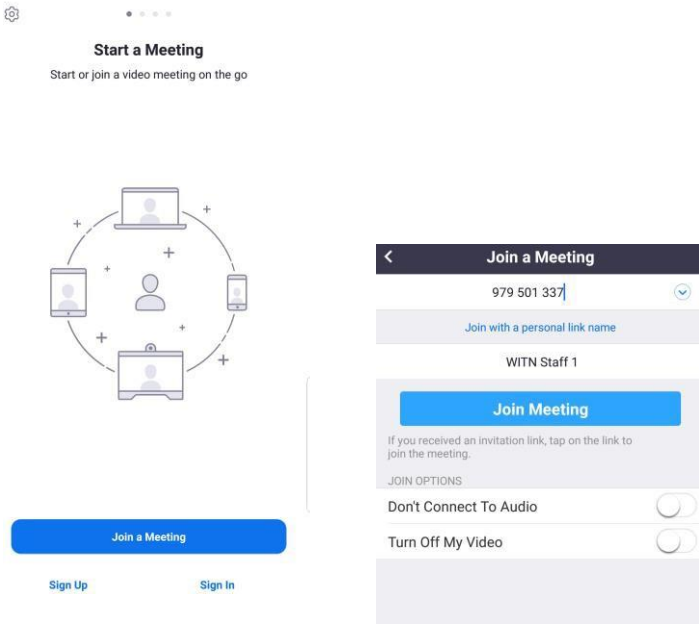 Start a Meeting
Start or join a video meeting on the go
Join a Meeting
Sign Up
Sign In
Join a Meeting
979 501 337
Join with a personal link name
WITN Staff 1
Join Meeting
If you received an invitation link, tap on the link to
join the meeting.
JOIN OPTIONS
Don't Connect To Audio
Turn Off My Video